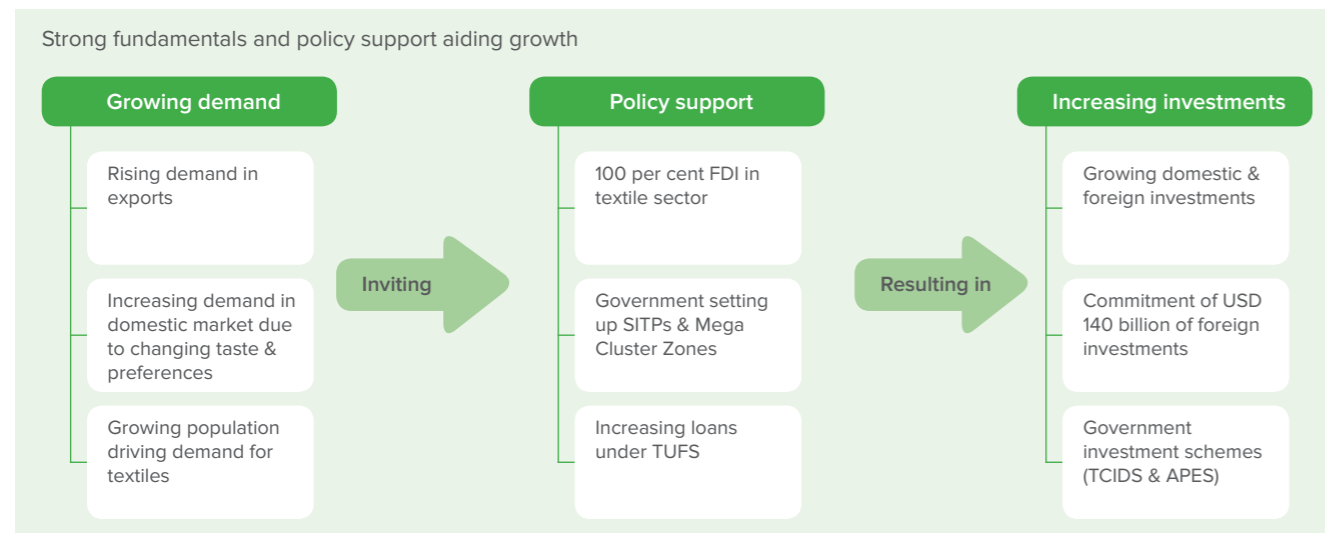 Strong fundamentals and policy support aiding growth
Growing demand
Rising demand in
exports
Increasing demand in
domestic market due
to changing taste &
preferences
Growing population
driving demand for
textiles
Inviting
Policy support
100 per cent FDI in
textile sector
Government setting
up SITPs & Mega
Cluster Zones
Increasing loans
under TUFS
Resulting in
Increasing investments
Growing domestic &
foreign investments
Commitment of USD
140 billion of foreign
investments
Government
investment schemes
(TCIDS & APES)